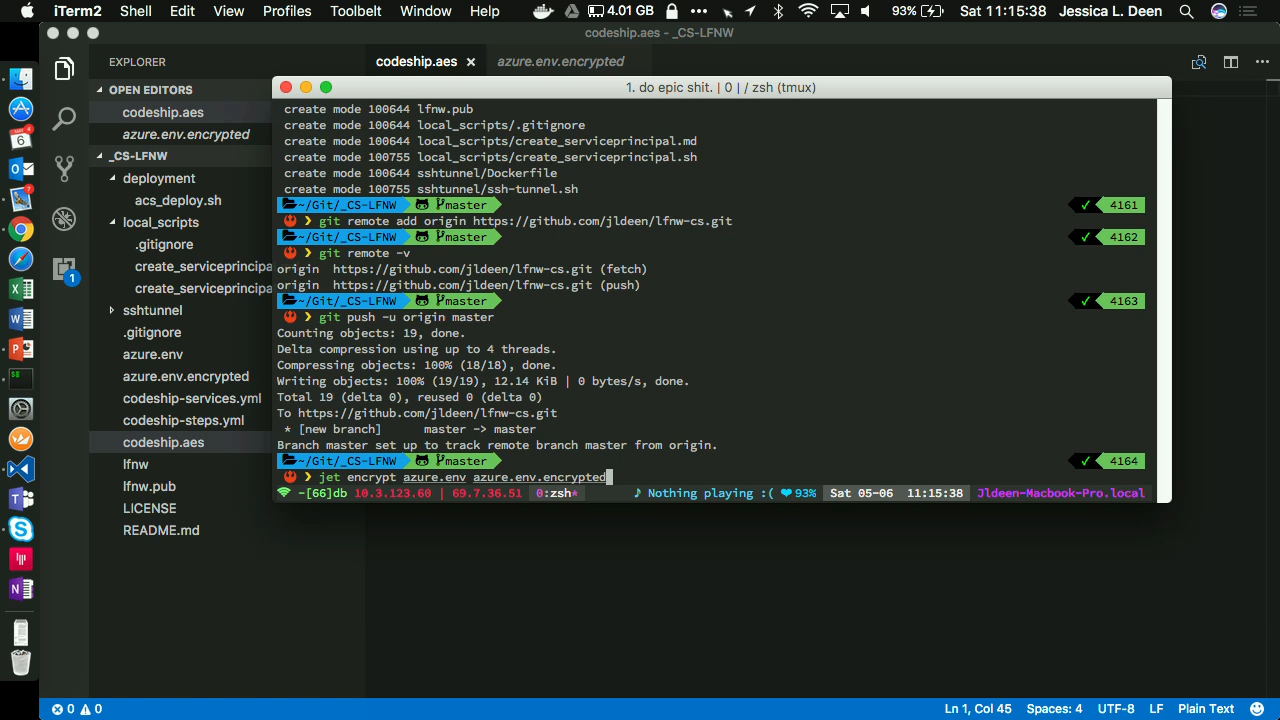 iTerm2 Shell Edit View Profiles Toolbelt Window Help 4.01 GB 93% Sat 11:15:38 Jessica L. Deen
codeship.aes - _CS-LFNW
EXPLORER
codeship.aes × azure.env.encrypted
OPEN EDITORS
codeship.aes
azure.env.encrypted
_CS-LFNW
deployment
acs_deploy.sh
local_scripts
.gitignore
create_serviceprincipa
create_serviceprincipa
sshtunnel
.gitignore
azure.env
azure.env.encrypted
codeship-services.yml
codeship-steps.yml
codeship.aes
lfnw
lfnw.pub
LICENSE
README.md
1. do epic shit. | 0 | / zsh (tmux)
create mode 100644 lfnw.pub
create mode 100644 local_scripts/.gitignore
create mode 100644 local_scripts/create_serviceprincipal.md
create mode 100755 local_scripts/create_serviceprincipal.sh
create mode 100644 sshtunnel/Dockerfile
create mode 100755 sshtunnel/ssh-tunnel.sh
~/Git/_CS-LFNW master ✓ 4161
❯ git remote add origin https://github.com/jldeen/lfnw-cs.git
~/Git/_CS-LFNW master ✓ 4162
❯ git remote -v
origin https://github.com/jldeen/lfnw-cs.git (fetch)
origin https://github.com/jldeen/lfnw-cs.git (push)
~/Git/_CS-LFNW master ✓ 4163
❯ git push -u origin master
Counting objects: 19, done.
Delta compression using up to 4 threads.
Compressing objects: 100% (18/18), done.
Writing objects: 100% (19/19), 12.14 KiB | 0 bytes/s, done.
Total 19 (delta 0), reused 0 (delta 0)
To https://github.com/jldeen/lfnw-cs.git
* [new branch] master -> master
Branch master set up to track remote branch master from origin.
~/Git/_CS-LFNW master ✓ 4164
❯ jet encrypt azure.env azure.env.encrypted
-[66]db 10.3.123.60 | 69.7.36.51 0:zsh* ♪ Nothing playing :( ❤93% Sat 05-06 11:15:38 Jldeen-Macbook-Pro.local
0 0 Ln 1, Col 45 Spaces: 4 UTF-8 LF Plain Text